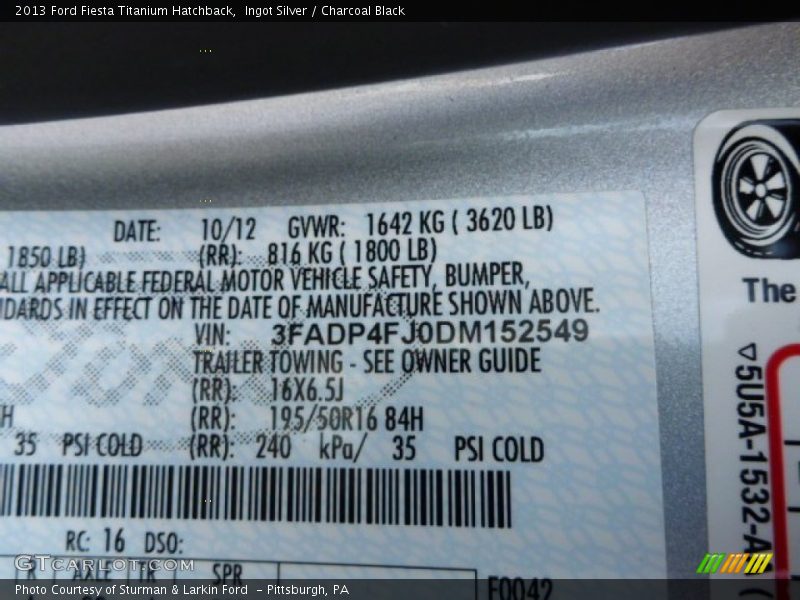 2013 Ford Fiesta Titanium Hatchback,  Ingot Silver / Charcoal Black
DATE: 10/12 GVWR: 1642 KG ( 3620 LB)
1850 LB) (RR): 816 KG ( 1800 LB)
ALL APPLICABLE FEDERAL MOTOR VEHICLE SAFETY, BUMPER,
NDARDS IN EFFECT ON THE DATE OF MANUFACTURE SHOWN ABOVE.
VIN: 3FADP4FJ0DM152549
TRAILER TOWING - SEE OWNER GUIDE
(RR): 16X6.5J
H (RR): 195/50R16 84H
35 PSI COLD (RR): 240 kPa/ 35 PSI COLD
RC: 16 DSO:
AXLE TR SPR
F0042
The
5U5A-1532-A
GTCARLOT.COM
Photo Courtesy of Sturman & Larkin Ford  - Pittsburgh, PA